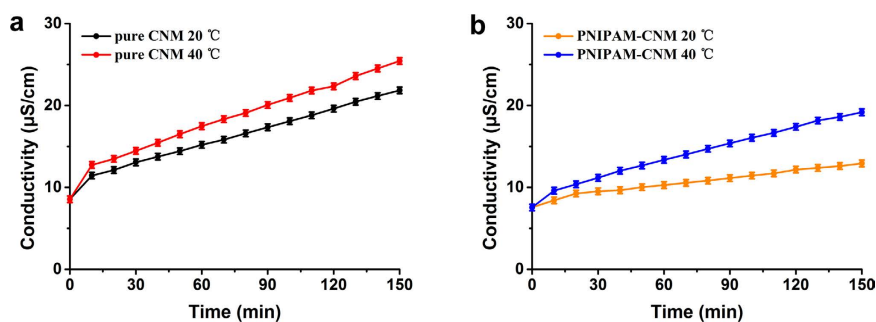 a
pure CNM 20 ℃
pure CNM 40 ℃
Conductivity (μS/cm)
30
20
10
0
0 30 60 90 120 150
Time (min)
b
PNIPAM-CNM 20 ℃
PNIPAM-CNM 40 ℃
Conductivity (μS/cm)
30
20
10
0
0 30 60 90 120 150
Time (min)